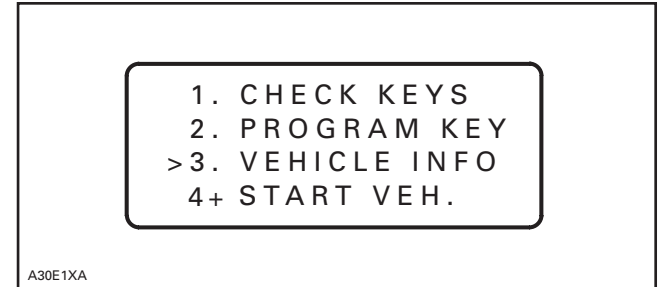 1. CHECK KEYS
2. PROGRAM KEY
>3. VEHICLE INFO
4+ START VEH.
A30E1XA